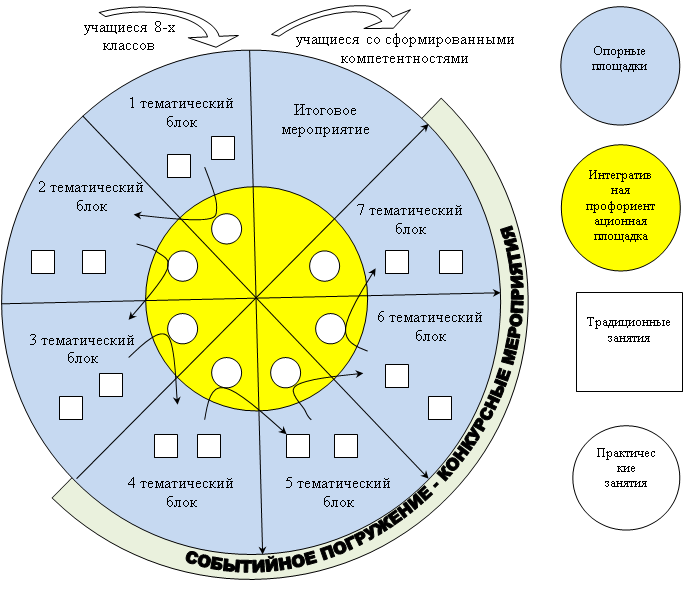 учащиеся 8-х
классов
учащиеся со сформированными
компетентностями
1 тематический
блок
Итоговое
мероприятие
2 тематический
блок
7 тематический
блок
3 тематический
блок
6 тематический
блок
4 тематический
блок
5 тематический
блок
СОБЫТИЙНОЕ ПОГРУЖЕНИЕ - КОНКУРСНЫЕ МЕРОПРИЯТИЯ
Опорные
площадки
Интегратив
ная
профориент
ационная
площадка
Традиционные
занятия
Практичес
кие
занятия